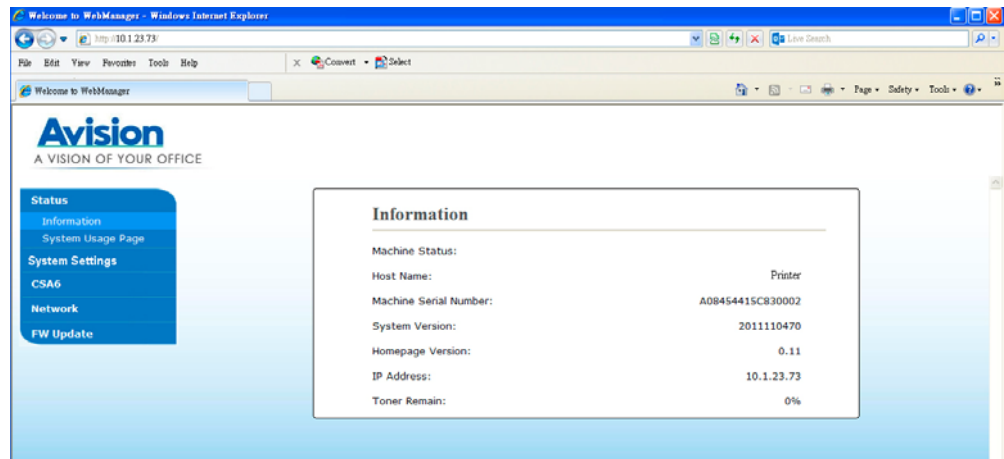 Welcome to WebManager - Windows Internet Explorer
http://10.1.23.73/
Live Search
File Edit View Favorites Tools Help
x Convert Select
Welcome to WebManager
Page Safety Tools
Avision
A VISION OF YOUR OFFICE
Status
Information
System Usage Page
System Settings
CSA6
Network
FW Update
Information
Machine Status:
Host Name: Printer
Machine Serial Number: A0845441SC830002
System Version: 2011110470
Homepage Version: 0.11
IP Address: 10.1.23.73
Toner Remain: 0%